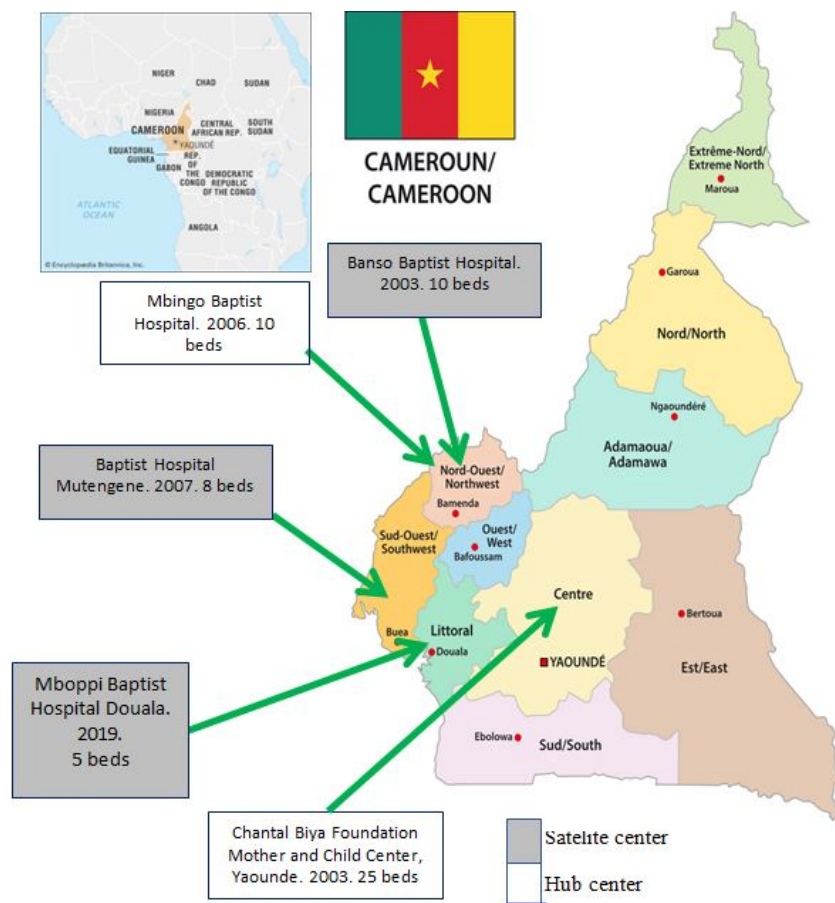 NIGER
CHAD
SUDAN
NIGERIA
CAMEROON
CENTRAL
AFRICAN REP.
SOUTH
SUDAN
YAOUNDÉ
EQUATORIAL
GUINEA
GABON
REP.
OF THE
CONGO
DEMOCRATIC
REPUBLIC
OF THE CONGO
ATLANTIC
OCEAN
ANGOLA
© Encyclopædia Britannica, Inc.
CAMEROUN/
CAMEROON
Extrême-Nord/
Extreme North
Maroua
Banso Baptist Hospital.
2003. 10 beds
Mbingo Baptist
Hospital. 2006. 10
beds
Garoua
Nord/North
Ngaoundéré
Adamaoua/
Adamawa
Baptist Hospital
Mutengene. 2007. 8 beds
Nord-Ouest/
Northwest
Bamenda
Sud-Ouest/
Southwest
Ouest/
West
Bafoussam
Centre
Bertoua
Buea
Littoral
Douala
YAOUNDÉ
Est/East
Mboppi Baptist
Hospital Douala.
2019.
5 beds
Ebolowa
Sud/South
Chantal Biya Foundation
Mother and Child Center,
Yaounde. 2003. 25 beds
Satelite center
Hub center